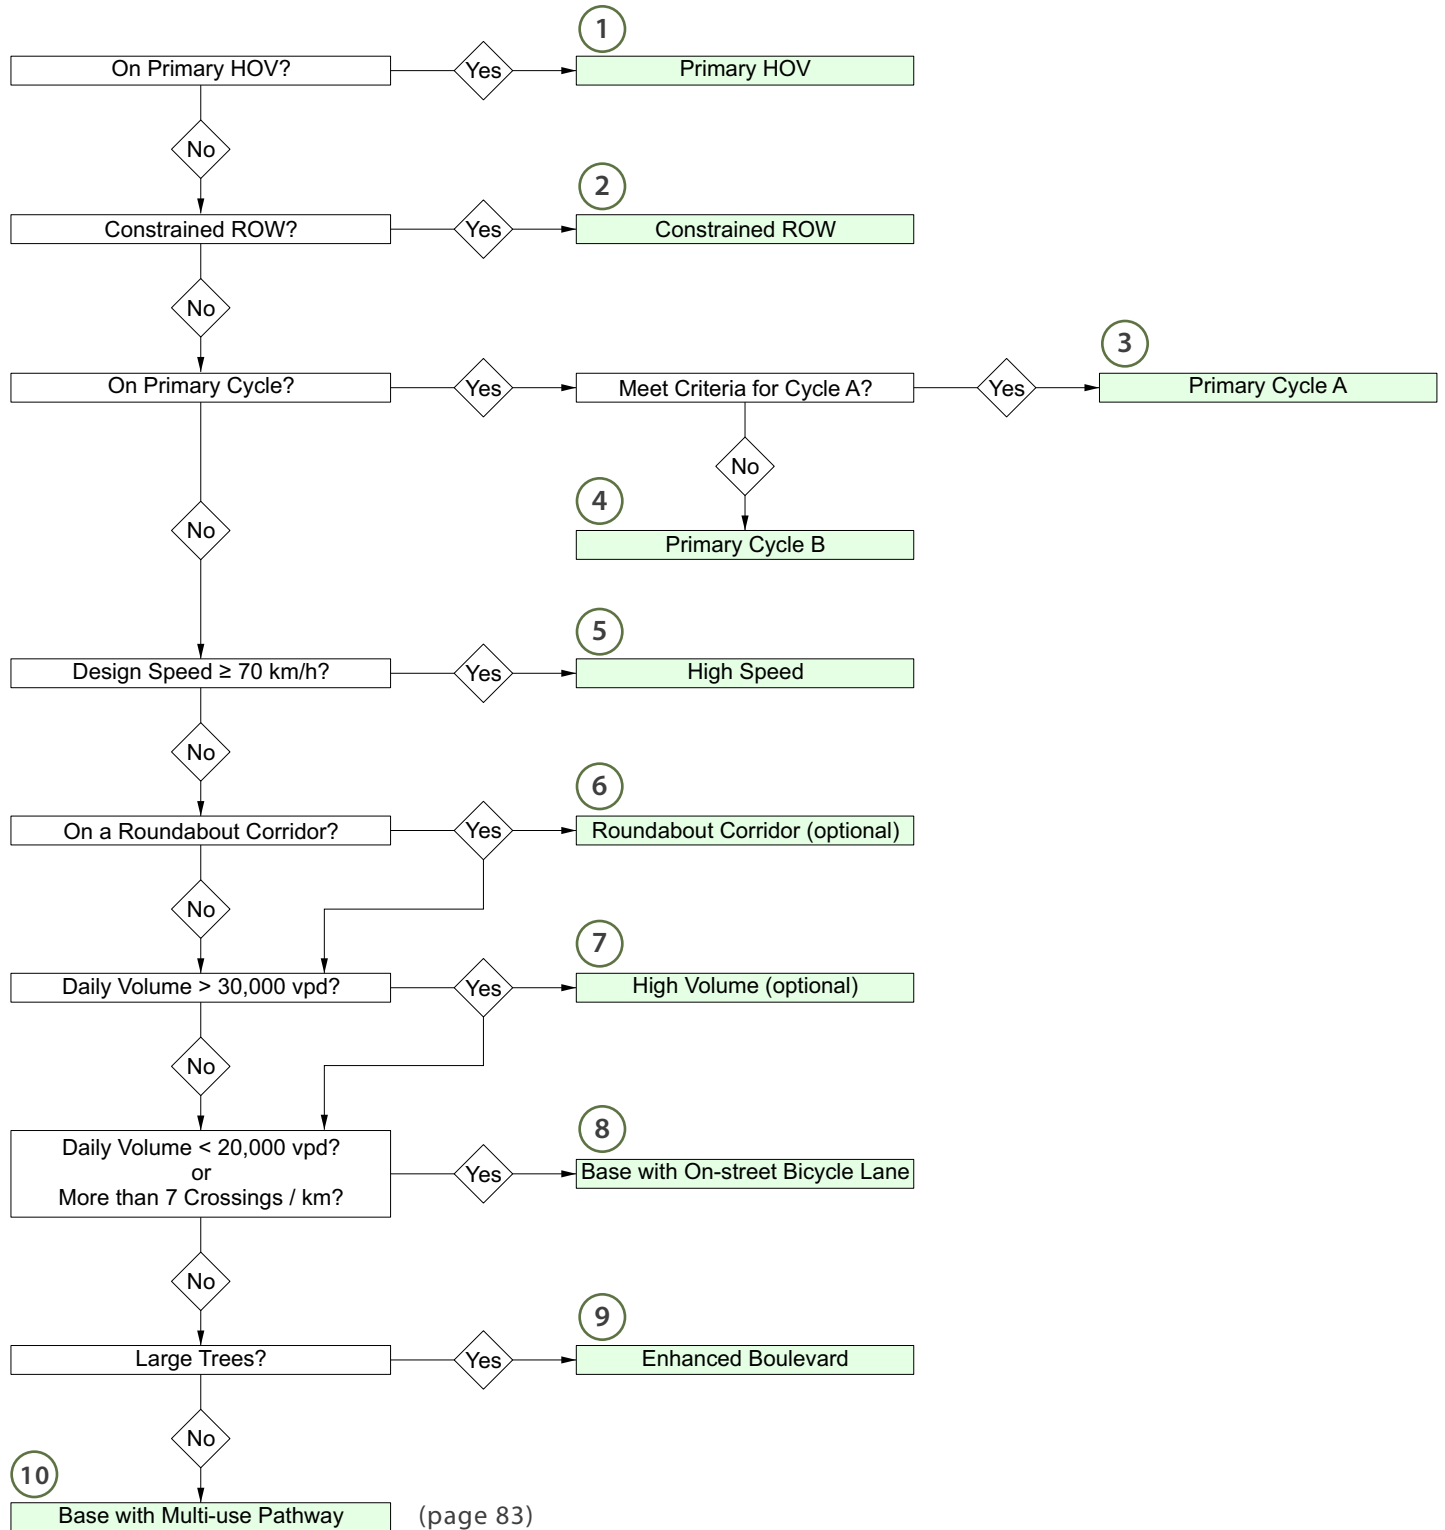 1
On Primary HOV?
Yes
Primary HOV
No
2
Constrained ROW?
Yes
Constrained ROW
No
3
On Primary Cycle?
Yes
Meet Criteria for Cycle A?
Yes
Primary Cycle A
No
4
No
Primary Cycle B
5
Design Speed ≥ 70 km/h?
Yes
High Speed
No
6
On a Roundabout Corridor?
Yes
Roundabout Corridor (optional)
No
7
Daily Volume > 30,000 vpd?
Yes
High Volume (optional)
No
8
Daily Volume < 20,000 vpd?
or
More than 7 Crossings / km?
Yes
Base with On-street Bicycle Lane
No
9
Large Trees?
Yes
Enhanced Boulevard
No
10
Base with Multi-use Pathway
(page 83)